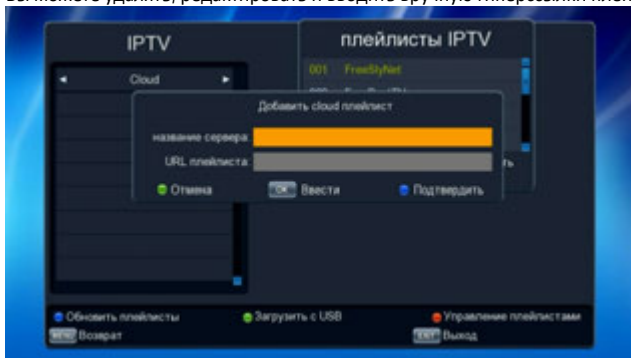 IPTV
плейлисты IPTV
Cloud
001 FreeSlyNet
Добавить cloud плейлист
название сервера:
URL плейлиста:
Отмена
OK Ввести
Подтвердить
Обновить плейлисты
Загрузить с USB
Управление плейлистами
MENU Возврат
EXIT Выход